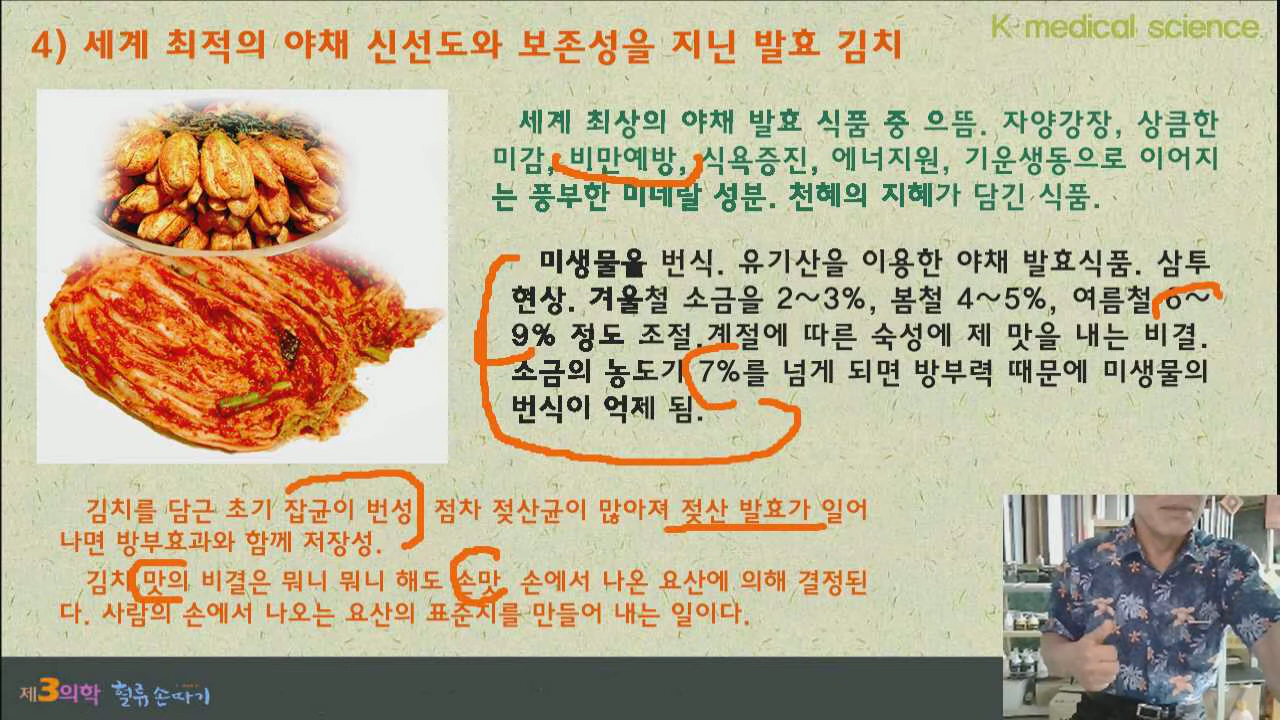 K medical science
4) 세계 최적의 야채 신선도와 보존성을 지닌 발효 김치
세계 최상의 야채 발효 식품 중 으뜸. 자양강장, 상큼한
미감, 비만예방, 식욕증진, 에너지원, 기운생동으로 이어지
는 풍부한 미네랄 성분. 천혜의 지혜가 담긴 식품.
미생물을 번식. 유기산을 이용한 야채 발효식품. 삼투
현상. 겨울철 소금을 2~3%, 봄철 4~5%, 여름철 6~
9% 정도 조절.계절에 따른 숙성에 제 맛을 내는 비결.
소금의 농도가 7%를 넘게 되면 방부력 때문에 미생물의
번식이 억제 됨.
김치를 담근 초기 잡균이 번성 점차 젖산균이 많아져 젖산 발효가 일어
나면 방부효과와 함께 저장성.
김치 맛의 비결은 뭐니 뭐니 해도 손맛, 손에서 나온 요산에 의해 결정된
다. 사람의 손에서 나오는 요산의 표준치를 만들어 내는 일이다.
제3의학 혈류 손따기